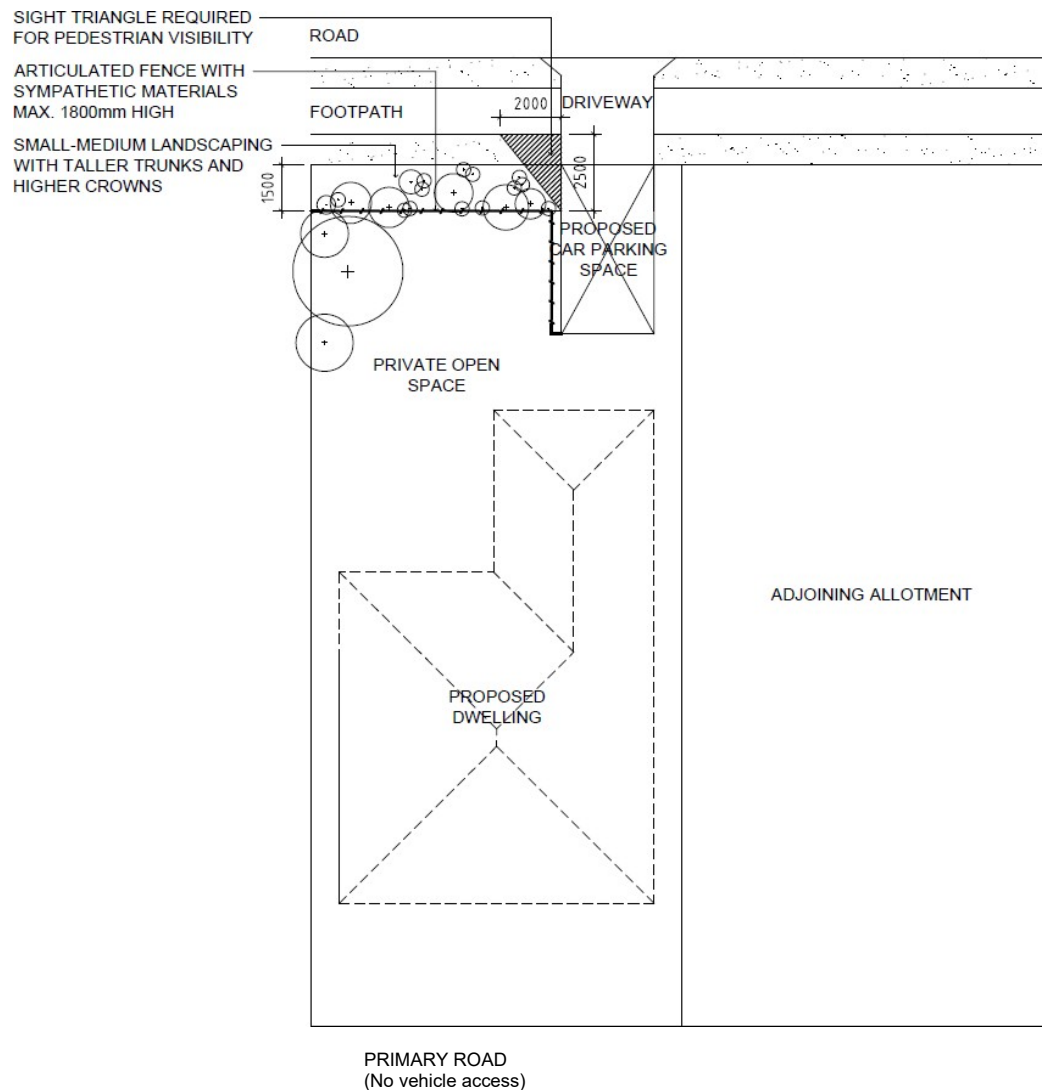 SIGHT TRIANGLE REQUIRED
FOR PEDESTRIAN VISIBILITY
ROAD
ARTICULATED FENCE WITH
SYMPATHETIC MATERIALS
MAX. 1800mm HIGH
2000
DRIVEWAY
FOOTPATH
SMALL-MEDIUM LANDSCAPING
WITH TALLER TRUNKS AND
HIGHER CROWNS
1500
2500
PROPOSED
CAR PARKING
SPACE
PRIVATE OPEN
SPACE
ADJOINING ALLOTMENT
PROPOSED
DWELLING
PRIMARY ROAD
(No vehicle access)